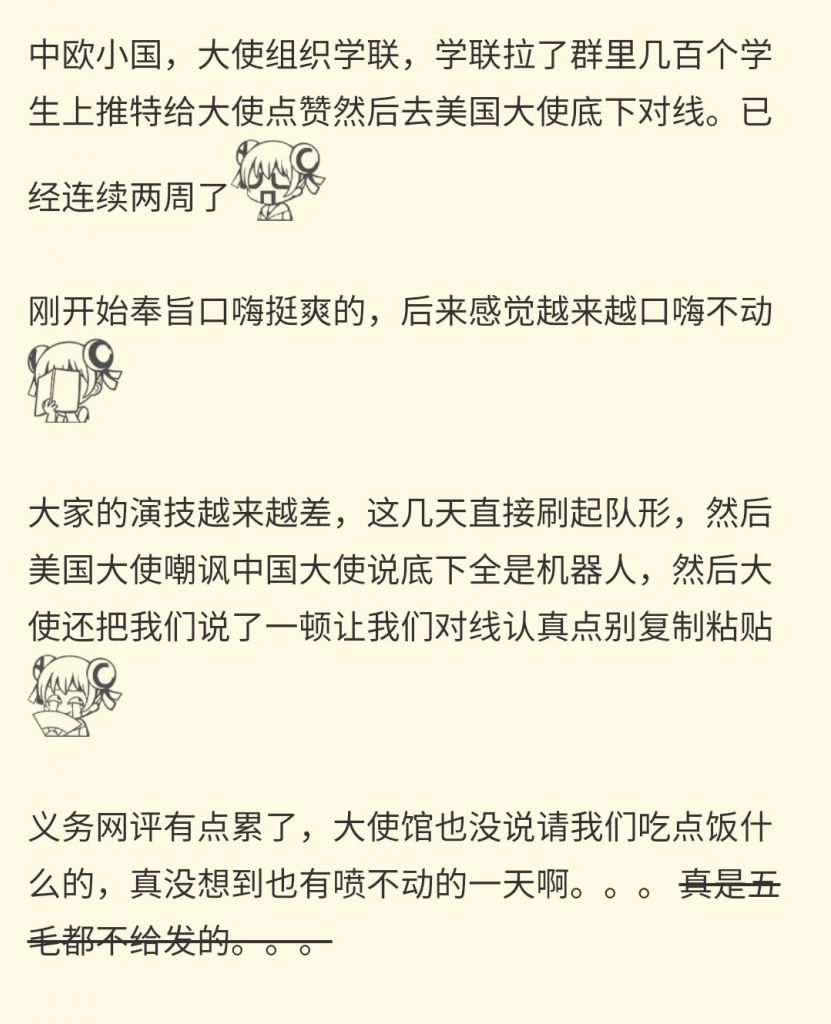 中欧小国，大使组织学联，学联拉了群里几百个学
生上推特给大使点赞然后去美国大使底下对线。已
经连续两周了
刚开始奉旨口嗨挺爽的，后来感觉越来越口嗨不动
大家的演技越来越差，这几天直接刷起队形，然后
美国大使嘲讽中国大使说底下全是机器人，然后大
使还把我们说了一顿让我们对线认真点别复制粘贴
义务网评有点累了，大使馆也没说请我们吃点饭什
么的，真没想到也有喷不动的一天啊。。。 真是五
毛都不给发的。。。